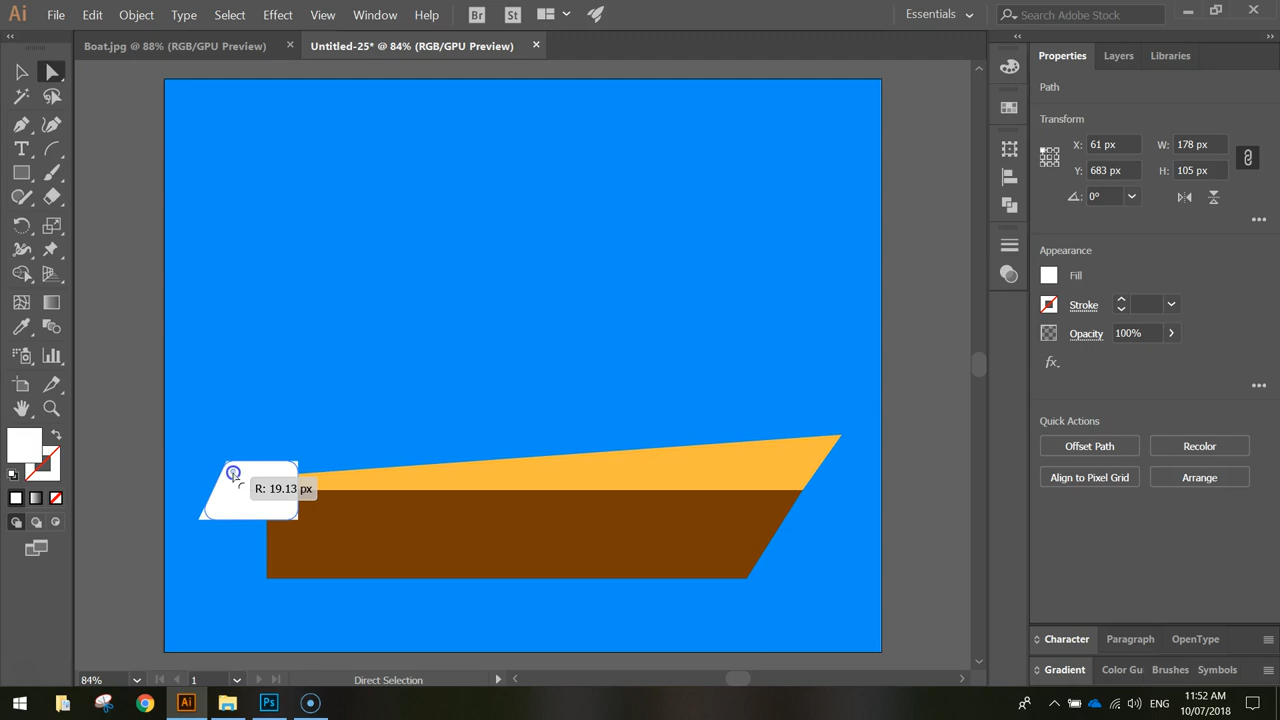 Ai File Edit Object Type Select Effect View Window Help Br St Essentials Search Adobe Stock
Boat.jpg @ 88% (RGB/GPU Preview) × Untitled-25* @ 84% (RGB/GPU Preview) ×
Properties Layers Libraries
Path
Transform
X: 61 px W: 178 px
Y: 683 px H: 105 px
0°
Appearance
Fill
Stroke
Opacity 100%
fx
Quick Actions
Offset Path Recolor
Align to Pixel Grid Arrange
R: 19.13 px
Character Paragraph OpenType
Gradient Color Gu Brushes Symbols
84% 1 Direct Selection
Ai Ps ENG
11:52 AM
10/07/2018